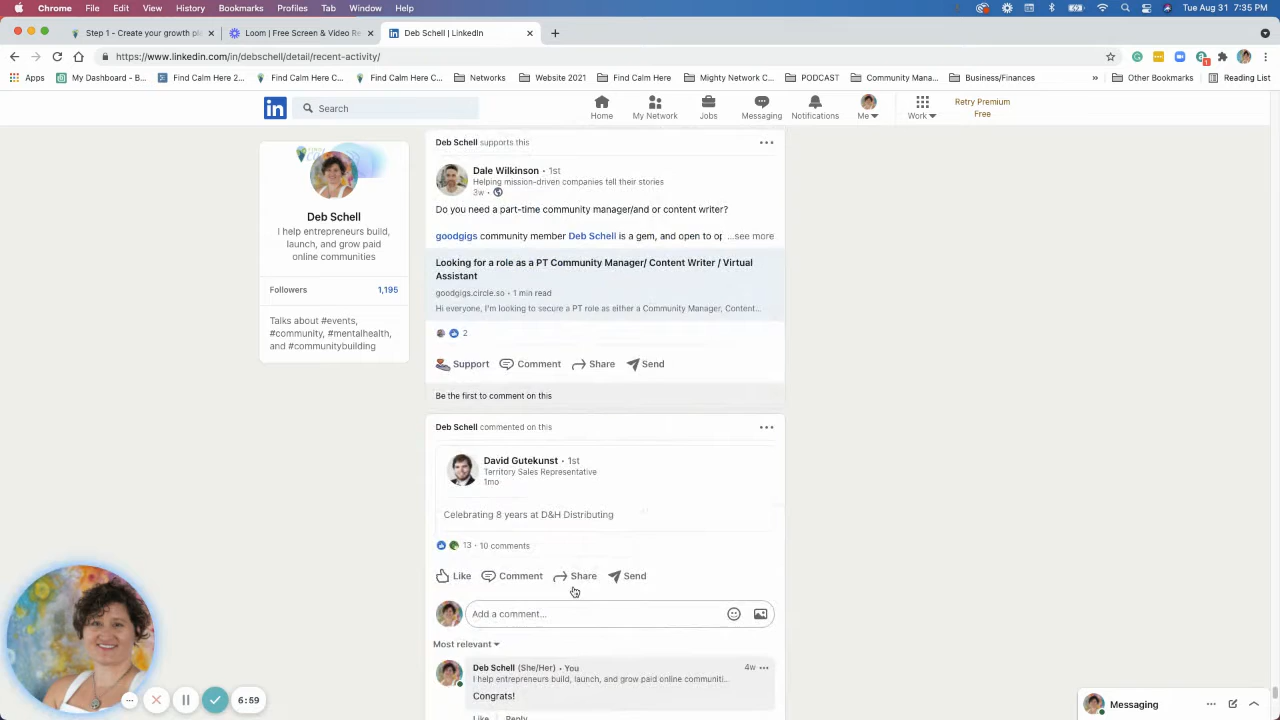 Chrome File Edit View History Bookmarks Profiles Tab Window Help Tue Aug 31 7:35 PM
Step 1 - Create your growth pl Loom | Free Screen & Video Re Deb Schell | LinkedIn
https://www.linkedin.com/in/debschell/detail/recent-activity/
Apps My Dashboard - B... Find Calm Here 2... Find Calm Here C... Find Calm Here C... Networks Website 2021 Find Calm Here Mighty Network C... PODCAST Community Mana... Business/Finances » Other Bookmarks Reading List
in Search Home My Network Jobs Messaging Notifications Me Work Retry Premium
Free
Deb Schell
I help entrepreneurs build,
launch, and grow paid
online communities
Followers 1,195
Talks about #events,
#community, #mentalhealth,
and #communitybuilding
Deb Schell supports this
Dale Wilkinson · 1st
Helping mission-driven companies tell their stories
3w ·
Do you need a part-time community manager/and or content writer?
goodgigs community member Deb Schell is a gem, and open to op ...see more
Looking for a role as a PT Community Manager/ Content Writer / Virtual
Assistant
goodgigs.circle.so · 1 min read
Hi everyone, I'm looking to secure a PT role as either a Community Manager, Content...
2
Support Comment Share Send
Be the first to comment on this
Deb Schell commented on this
David Gutekunst · 1st
Territory Sales Representative
1mo
Celebrating 8 years at D&H Distributing
13 · 10 comments
Like Comment Share Send
Add a comment...
Most relevant
Deb Schell (She/Her) · You 4w
I help entrepreneurs build, launch, and grow paid online communiti...
Congrats!
Like Reply
6:59
Messaging